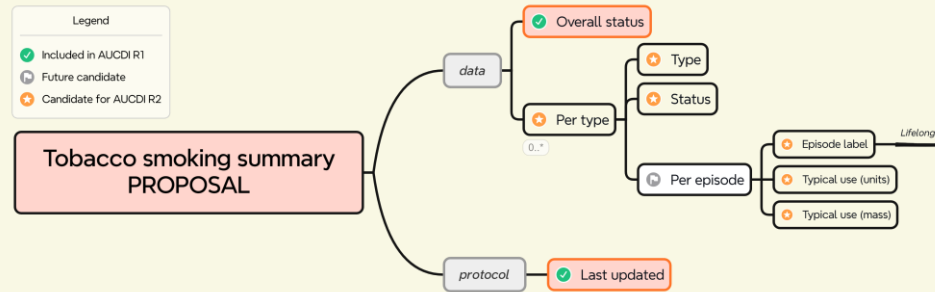 Legend
Included in AUCDI R1
Future candidate
Candidate for AUCDI R2
Tobacco smoking summary
PROPOSAL
data
Overall status
Per type
0..*
Type
Status
Per episode
Episode label
Lifelong
Typical use (units)
Typical use (mass)
protocol
Last updated